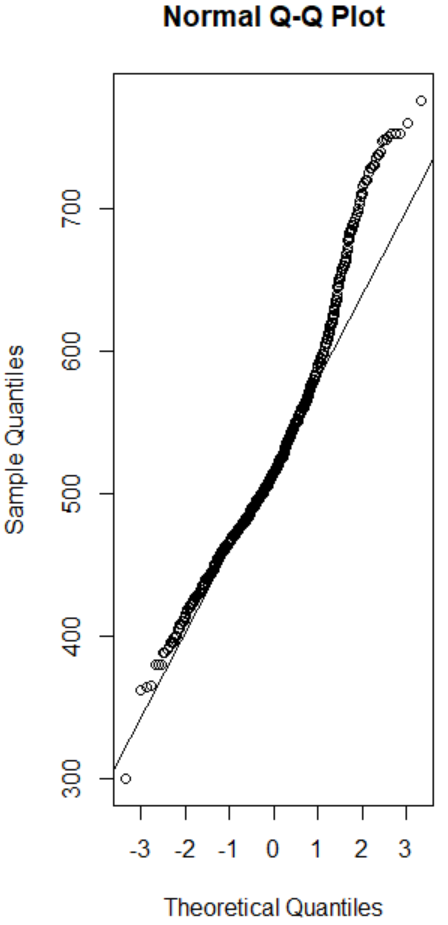 Normal Q-Q Plot
Sample Quantiles
700
600
500
400
300
-3 -2 -1 0 1 2 3
Theoretical Quantiles